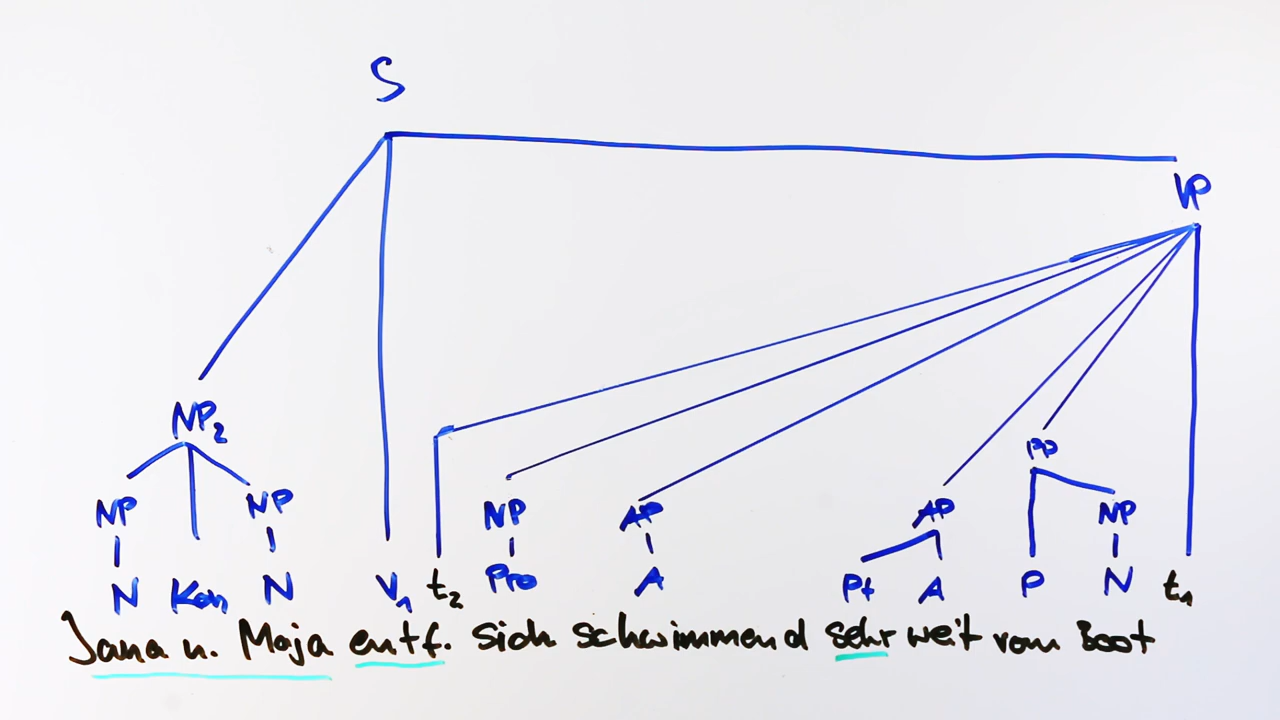 S
VP
NP2
PP
NP NP NP AP AP NP
N Kon N V1 t2 Pro A Pt A P N t1
Jana u. Maja entf. sich schwimmend sehr weit vom Boot